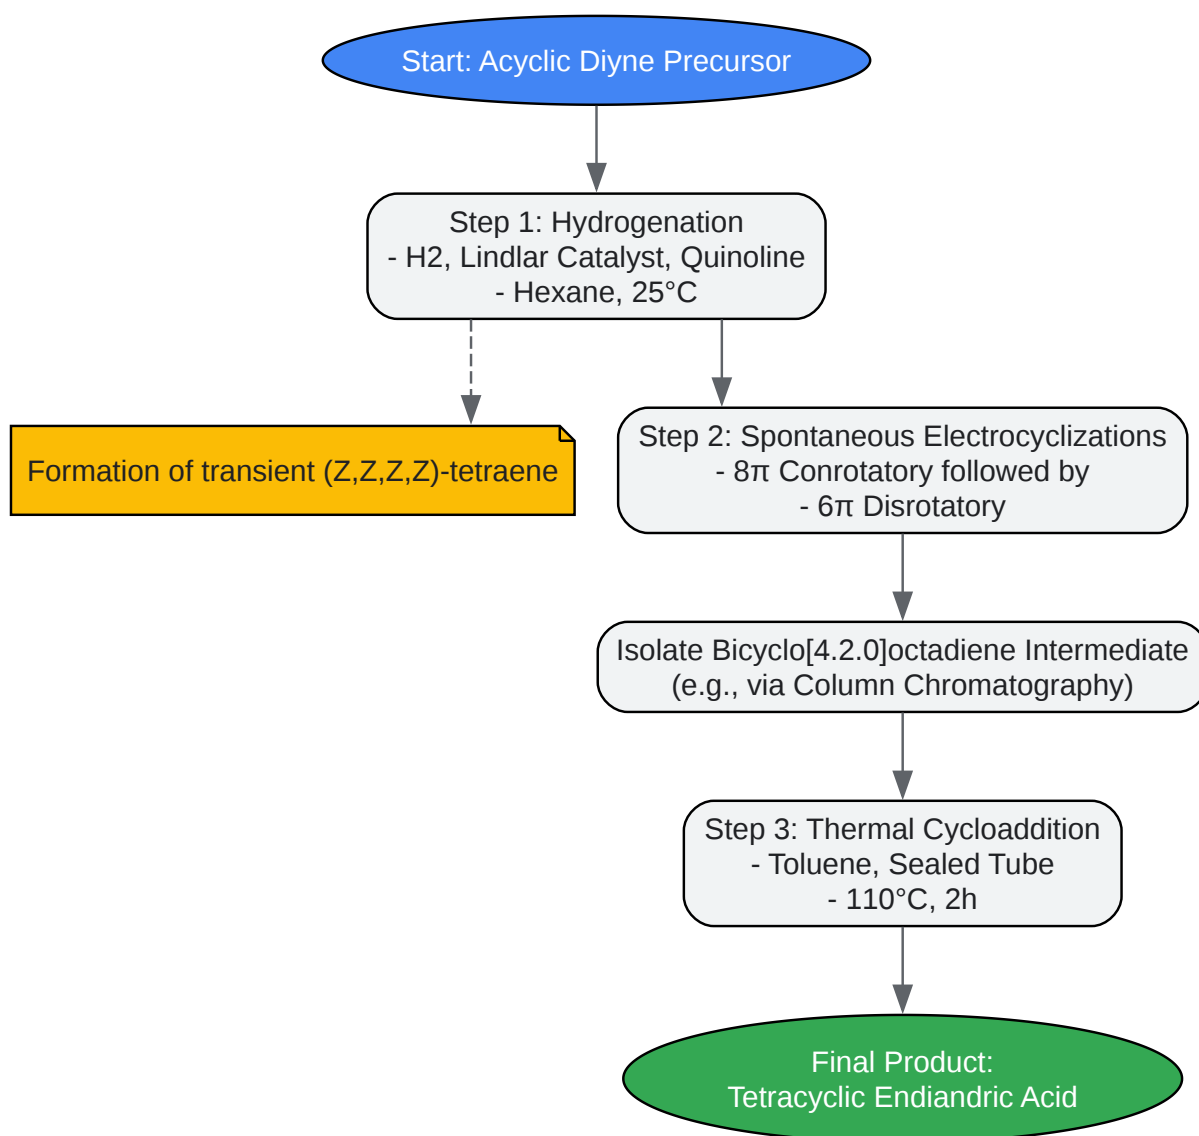 Start: Acyclic Diyne Precursor
Step 1: Hydrogenation
- H2, Lindlar Catalyst, Quinoline
- Hexane, 25°C
Formation of transient (Z,Z,Z,Z)-tetraene
Step 2: Spontaneous Electrocyclizations
- 8π Conrotatory followed by
- 6π Disrotatory
Isolate Bicyclo[4.2.0]octadiene Intermediate
(e.g., via Column Chromatography)
Step 3: Thermal Cycloaddition
- Toluene, Sealed Tube
- 110°C, 2h
Final Product:
Tetracyclic Endiandric Acid